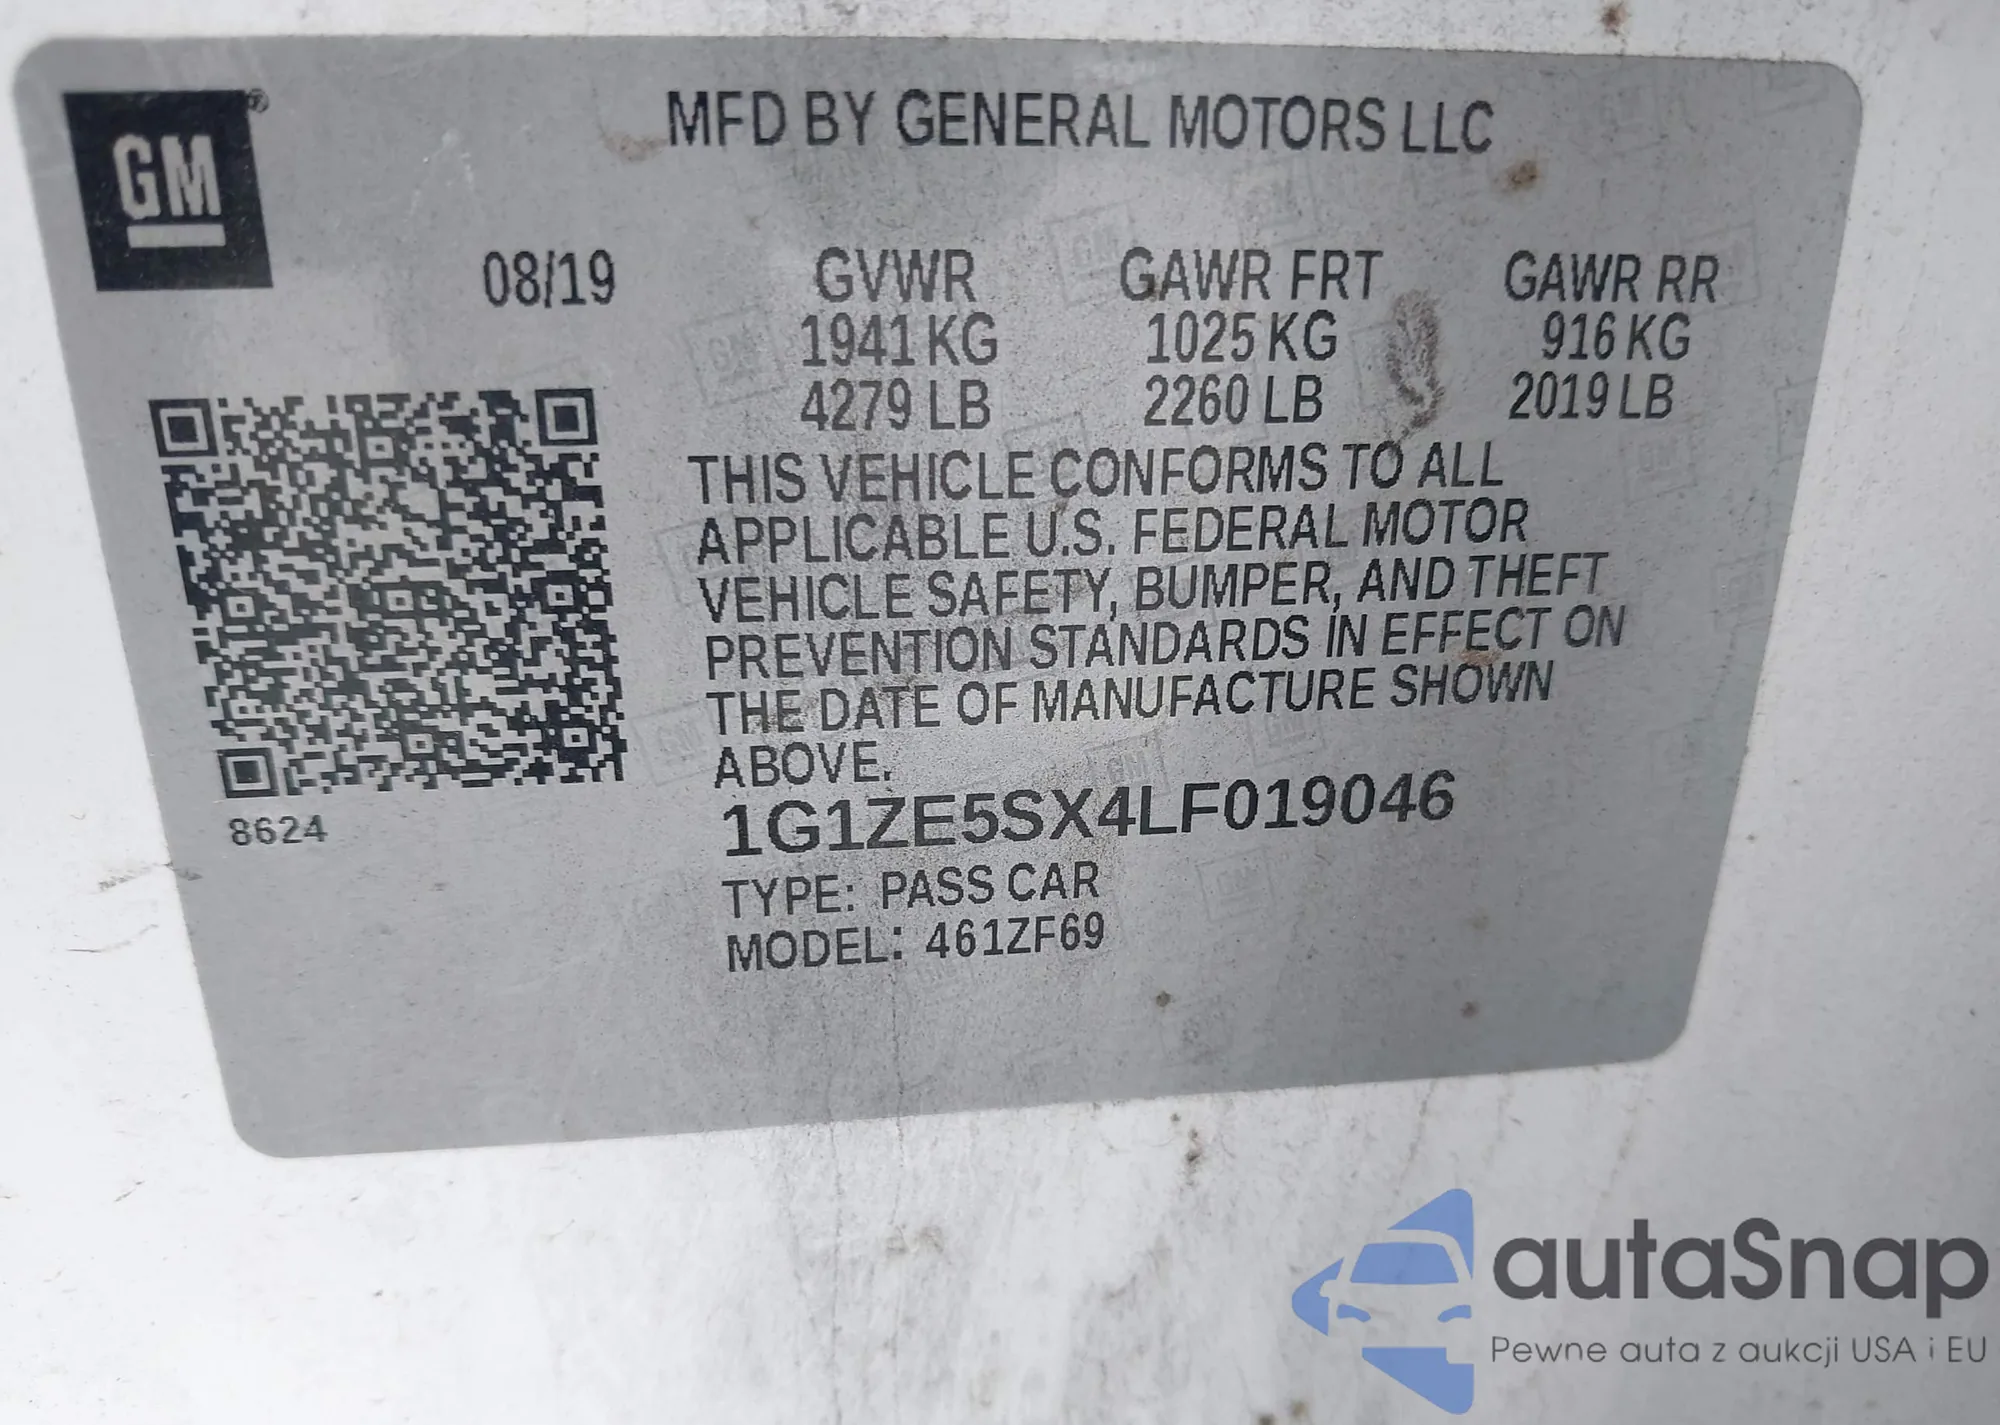 GM®
MFD BY GENERAL MOTORS LLC
08/19
GVWR GAWR FRT GAWR RR
1941 KG 1025 KG 916 KG
4279 LB 2260 LB 2019 LB
THIS VEHICLE CONFORMS TO ALL
APPLICABLE U.S. FEDERAL MOTOR
VEHICLE SAFETY, BUMPER, AND THEFT
PREVENTION STANDARDS IN EFFECT ON
THE DATE OF MANUFACTURE SHOWN
ABOVE.
8624
1G1ZE5SX4LF019046
TYPE: PASS CAR
MODEL: 461ZF69
autaSnap
Pewne auta z aukcji USA i EU